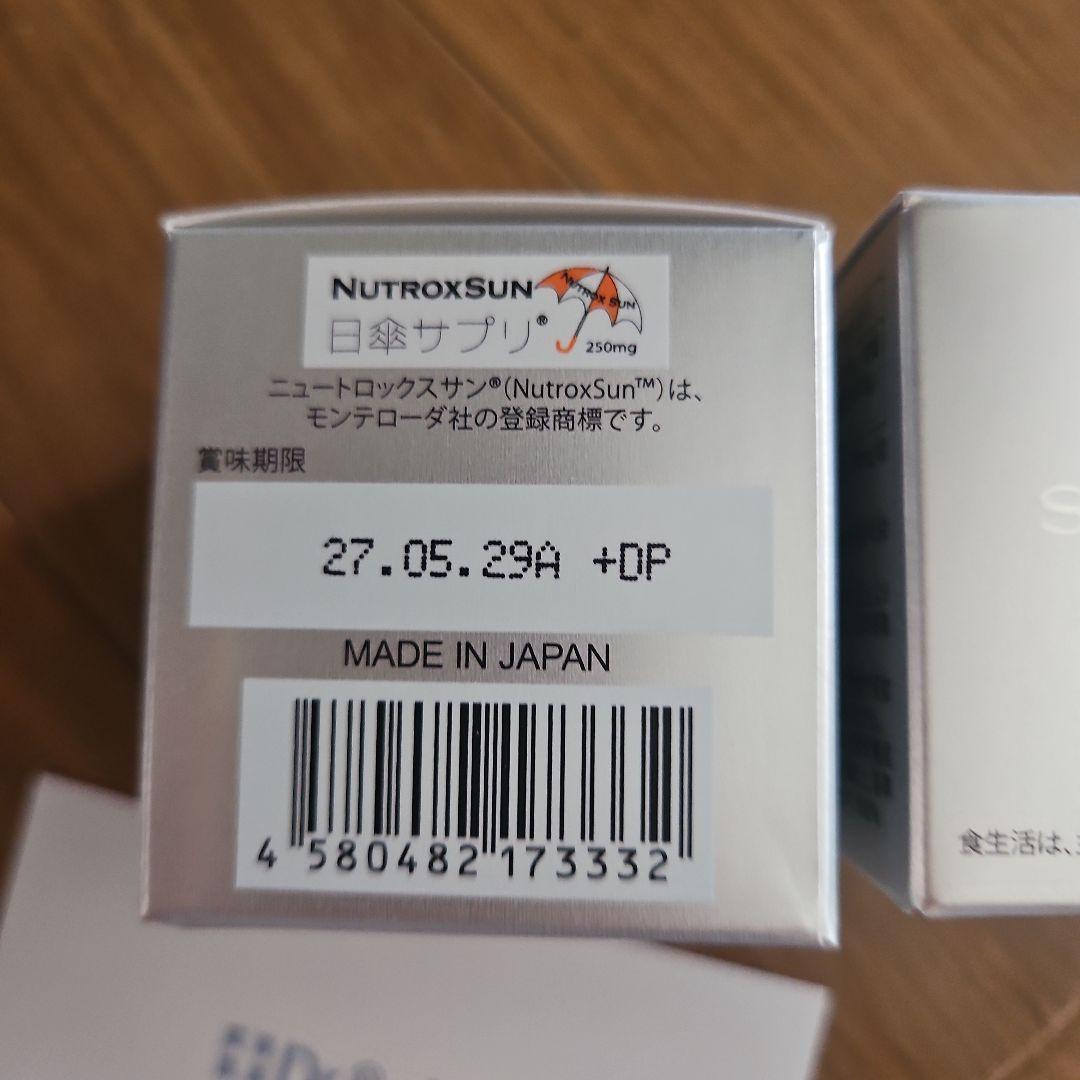 NUTROXSUN
日傘サプリ®
NUTROX SUN
250mg
ニュートロックスサン®(NutroxSun™)は、
モンテローダ社の登録商標です。
賞味期限
27.05.29A +DP
MADE IN JAPAN
4 580482 173332
S
食生活は、